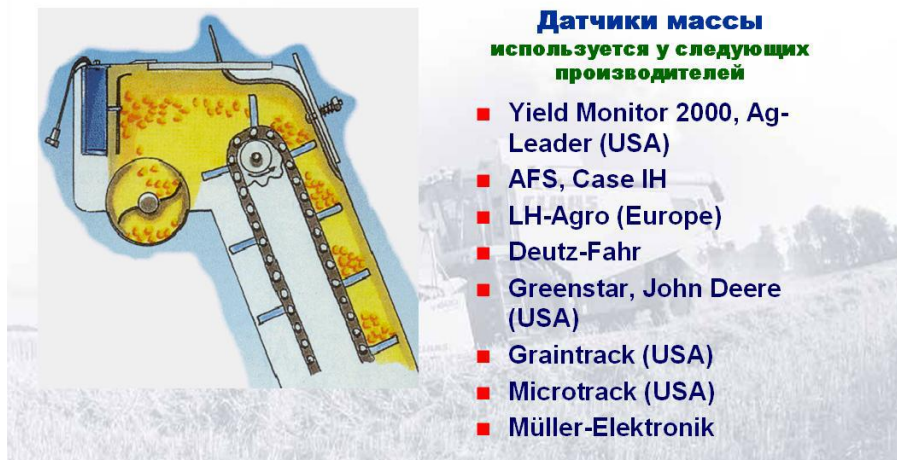 Датчики массы
используется у следующих
производителей
Yield Monitor 2000, Ag-
Leader (USA)
AFS, Case IH
LH-Agro (Europe)
Deutz-Fahr
Greenstar, John Deere
(USA)
Graintrack (USA)
Microtrack (USA)
Müller-Elektronik
CLAAS